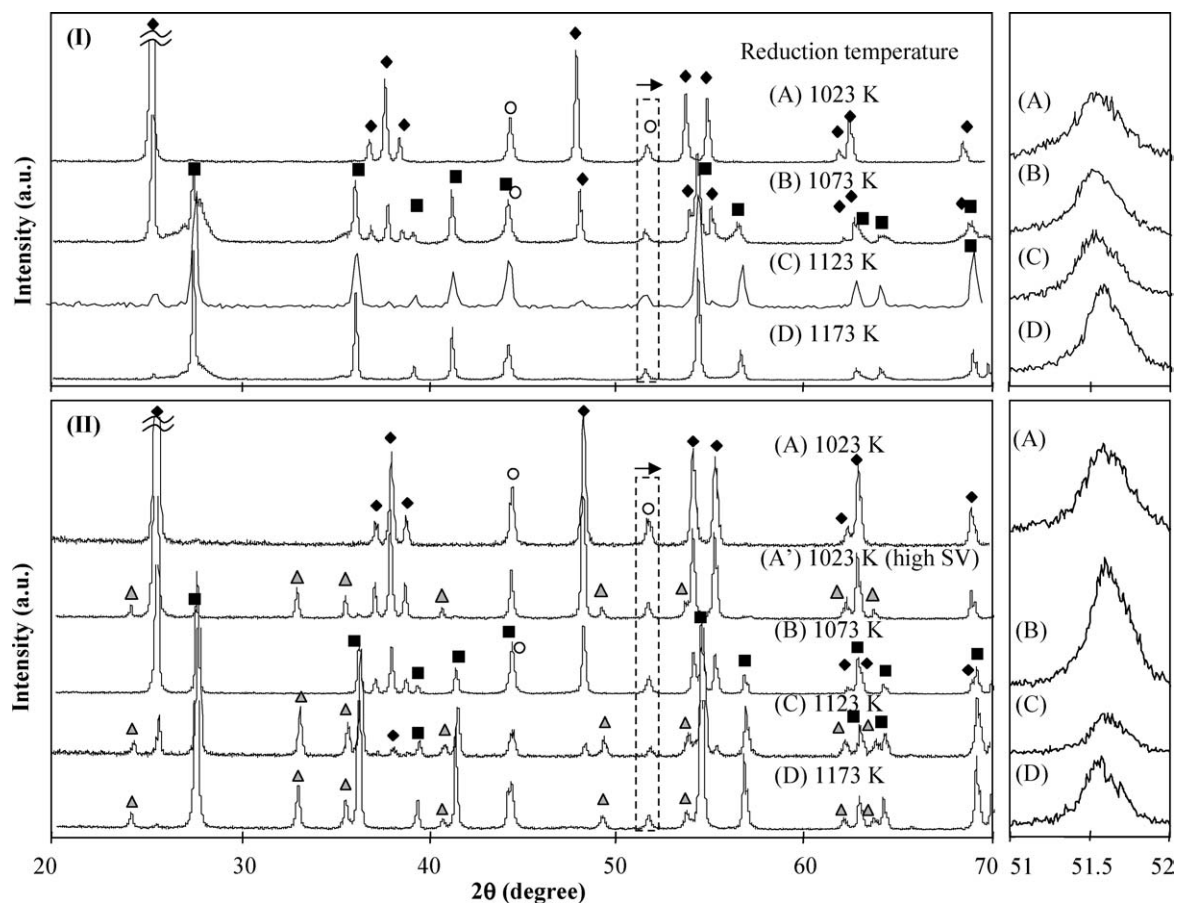 (I)
Reduction temperature
(A) 1023 K
(B) 1073 K
(C) 1123 K
(D) 1173 K
Intensity (a.u.)
(A)
(B)
(C)
(D)
(II)
(A) 1023 K
(A') 1023 K (high SV)
(B) 1073 K
(C) 1123 K
(D) 1173 K
Intensity (a.u.)
20 30 40 50 60 70
2θ (degree)
(A)
(B)
(C)
(D)
51 51.5 52